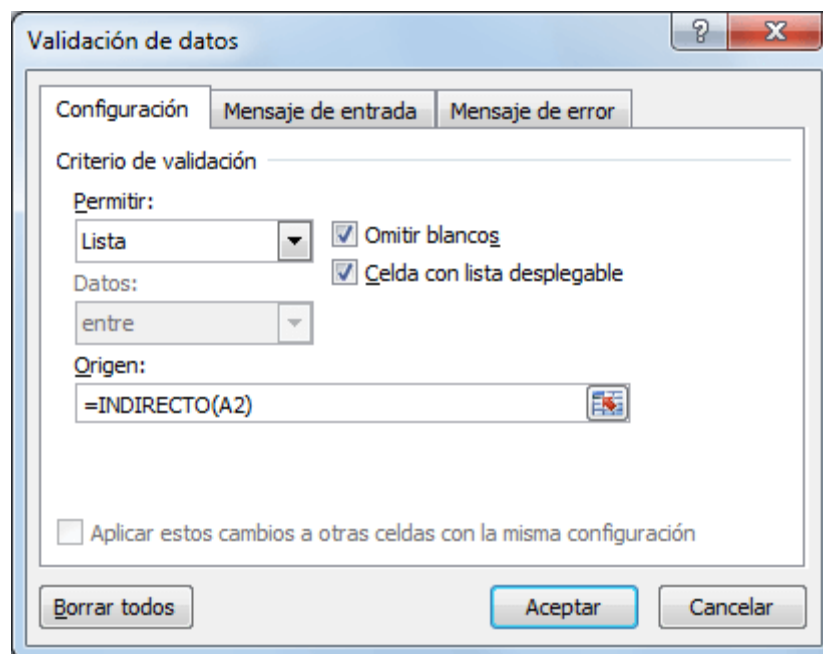 Validación de datos
Configuración Mensaje de entrada Mensaje de error
Criterio de validación
Permitir:
Lista Omitir blancos
Celda con lista desplegable
Datos:
entre
Origen:
=INDIRECTO(A2)
Aplicar estos cambios a otras celdas con la misma configuración
Borrar todos Aceptar Cancelar